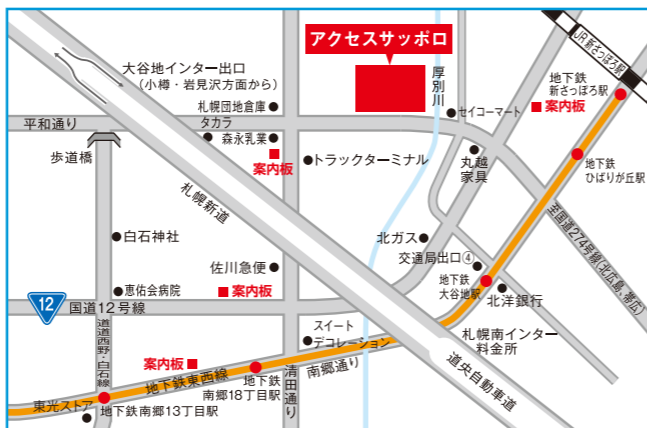 アクセスサッポロ
JR新さっぽろ駅
大谷地インター出口
(小樽・岩見沢方面から)
厚別川
地下鉄
新さっぽろ駅
案内板
セイコーマート
札幌団地倉庫
タカラ
平和通り
森永乳業
案内板
歩道橋
トラックターミナル
丸越
家具
地下鉄
ひばりが丘駅
札幌新道
至国道274号線(北広島、帯広)
白石神社
北ガス
交通局出口④
佐川急便
地下鉄
大谷地駅
恵佑会病院
案内板
北洋銀行
12
国道12号線
道道西野・白石線
スイート
デコレーション
札幌南インター
料金所
案内板
地下鉄東西線
地下鉄
南郷18丁目駅
清田通り
南郷通り
道央自動車道
東光ストア
地下鉄南郷13丁目駅